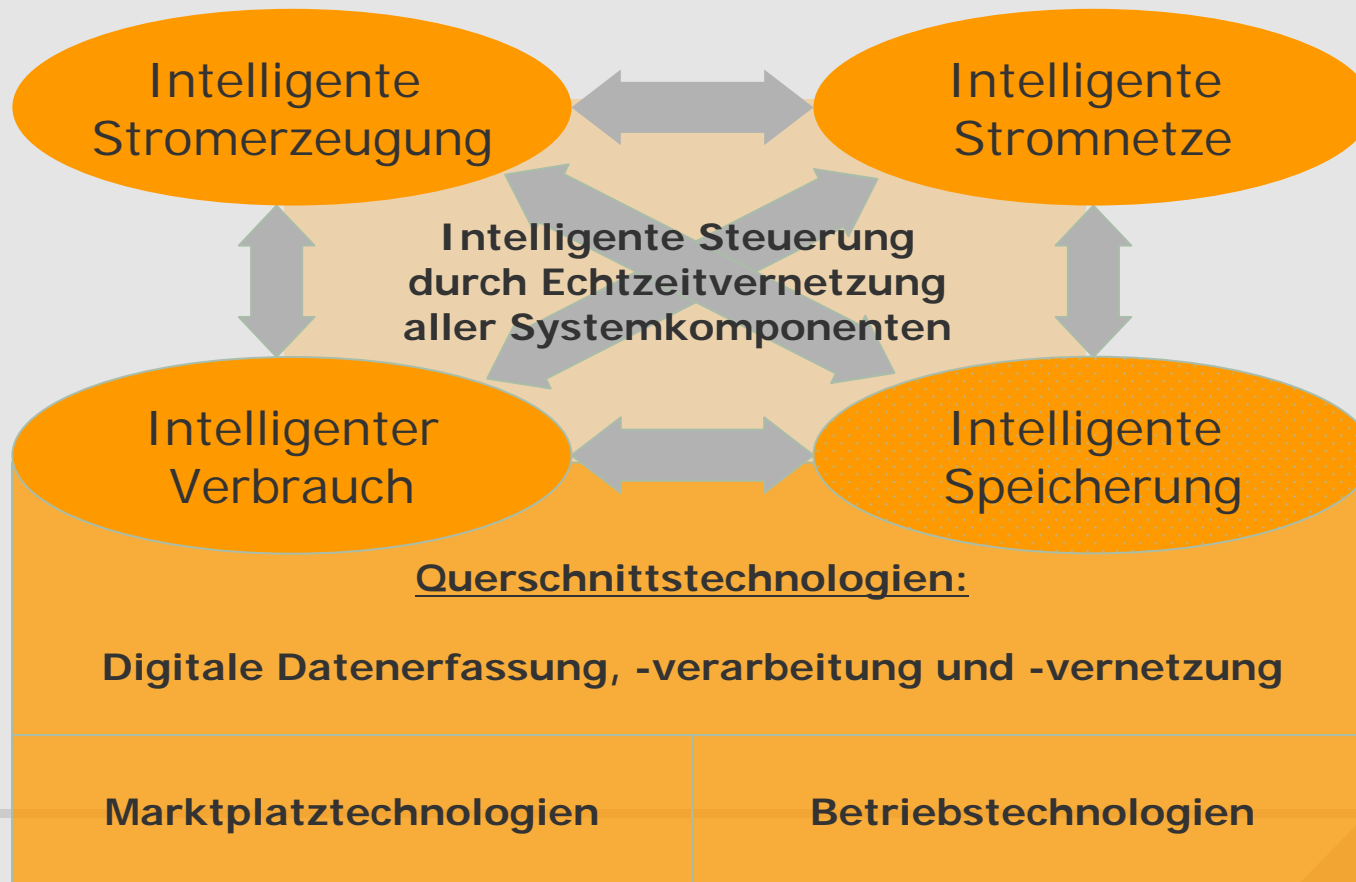 Intelligente
Stromerzeugung
Intelligente
Stromnetze
Intelligente Steuerung
durch Echtzeitvernetzung
aller Systemkomponenten
Intelligenter
Verbrauch
Intelligente
Speicherung
Querschnittstechnologien:
Digitale Datenerfassung, -verarbeitung und -vernetzung
Marktplatztechnologien
Betriebstechnologien